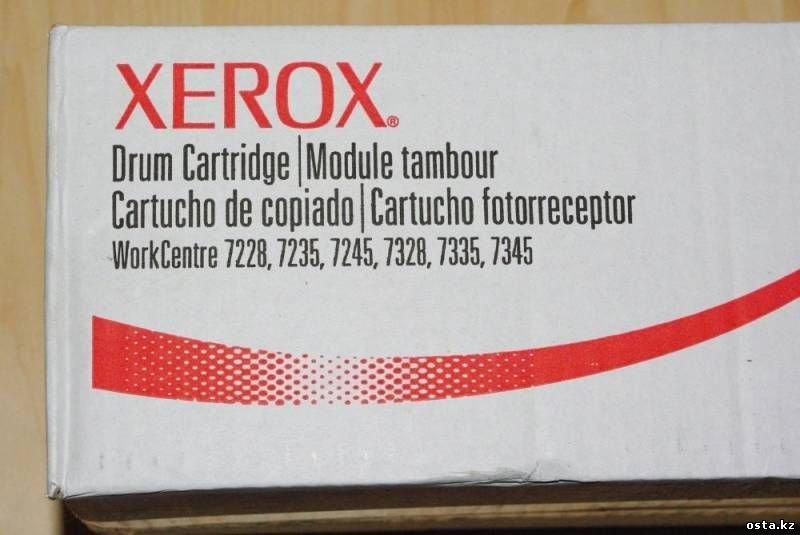 XEROX®
Drum Cartridge | Module tambour
Cartucho de copiado | Cartucho fotorreceptor
WorkCentre 7228, 7235, 7245, 7328, 7335, 7345
osta.kz